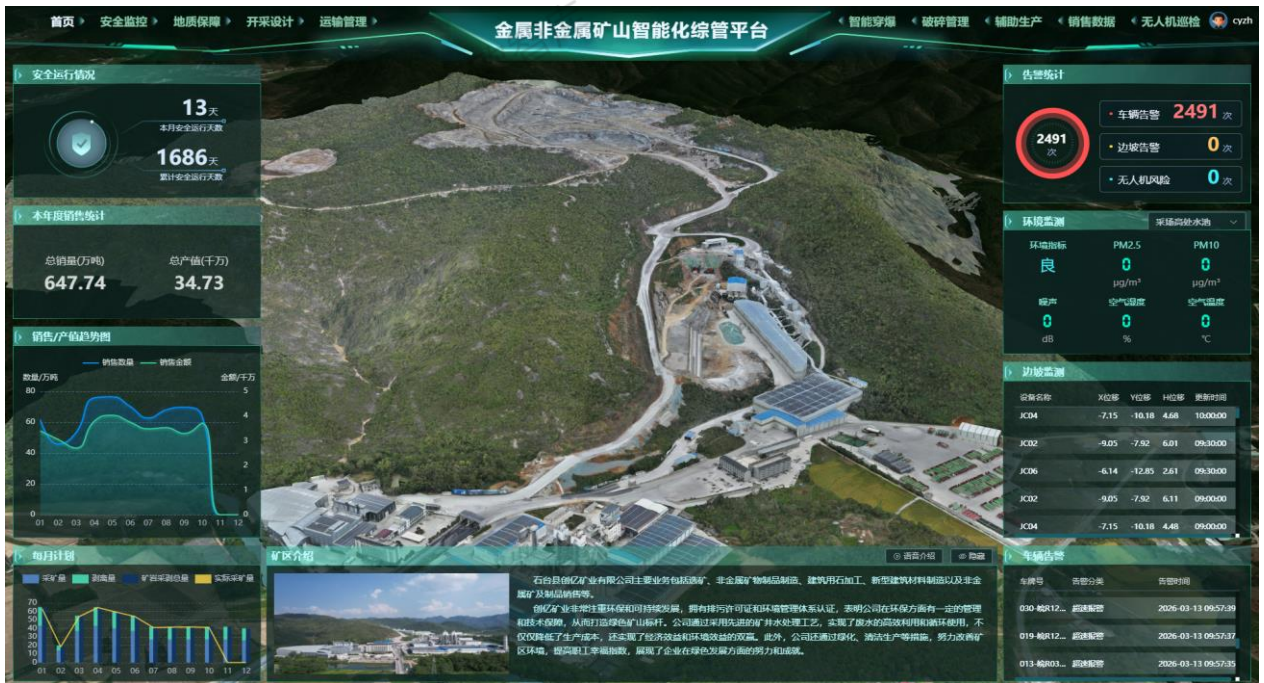 首页 安全监控 地质保障 开采设计 运输管理 金属非金属矿山智能化综管平台 智能穿爆 破碎管理 辅助生产 销售数据 无人机巡检 cyzh
安全运行情况
13天
本月安全运行天数
1686天
累计安全运行天数
本年度销售统计
总销量(万吨) 总产值(千万)
647.74 34.73
销售/产值趋势图
销售数量 销售金额
数量/万吨 金额/千万
80 5
60 4
40 3
20 2
1
0 0
01 02 03 04 05 06 07 08 09 10 11 12
每月计划
采矿量 剥离量 矿岩采剥总量 实际采矿量
70
60
50
40
30
20
10
0
01 02 03 04 05 06 07 08 09 10 11 12
矿区介绍 语音介绍 隐藏
石台县创亿矿业有限公司主要业务包括选矿、非金属矿物制品制造、建筑用石加工、新型建筑材料制造以及非金
属矿及制品销售等。
创亿矿业非常注重环保和可持续发展，拥有排污许可证和环境管理体系认证，表明公司在环保方面有一定的管理
和技术保障，从而打造绿色矿山标杆。公司通过采用先进的矿井水处理工艺，实现了废水的高效利用和循环使用，不
仅仅降低了生产成本，还实现了经济效益和环境效益的双赢。此外，公司还通过绿化、清洁生产等措施，努力改善矿
区环境，提高职工幸福指数，展现了企业在绿色发展方面的努力和成就。
告警统计
2491
次
车辆告警 2491 次
边坡告警 0 次
无人机风险 0 次
环境监测 采场高处水池
环境指标 PM2.5 PM10
良 0 0
μg/m³ μg/m³
噪声 空气湿度 空气温度
0 0 0
dB % ℃
边坡监测
设备名称 X位移 Y位移 H位移 更新时间
JC04 -7.15 -10.18 4.68 10:00:00
JC02 -9.05 -7.92 6.01 09:30:00
JC06 -6.14 -12.85 2.61 09:30:00
JC02 -9.05 -7.92 6.11 09:00:00
JC04 -7.15 -10.18 4.48 09:00:00
车辆告警
车牌号 告警分类 告警时间
030-皖R12... 超速报警 2026-03-13 09:57:39
019-皖R12... 超速报警 2026-03-13 09:57:37
013-皖R03... 超速报警 2026-03-13 09:57:35